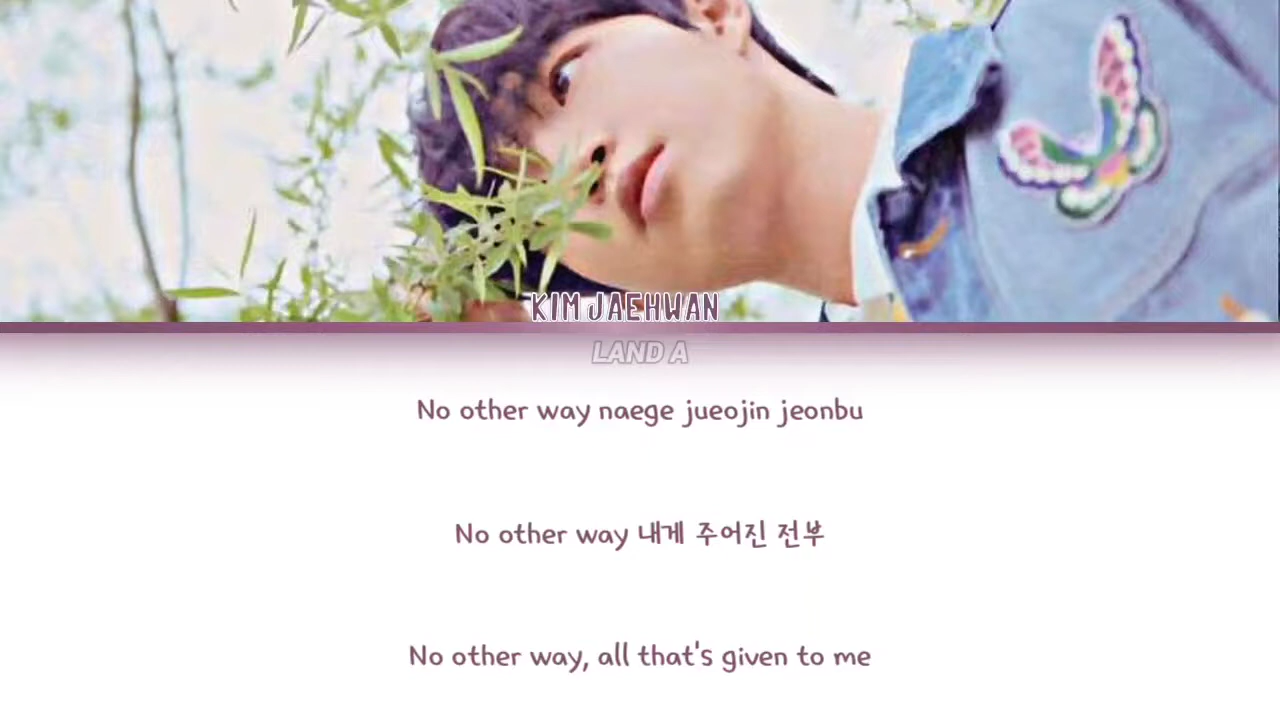 KIM JAEHWAN
LAND A
No other way naege jueojin jeonbu
No other way 내게 주어진 전부
No other way, all that's given to me